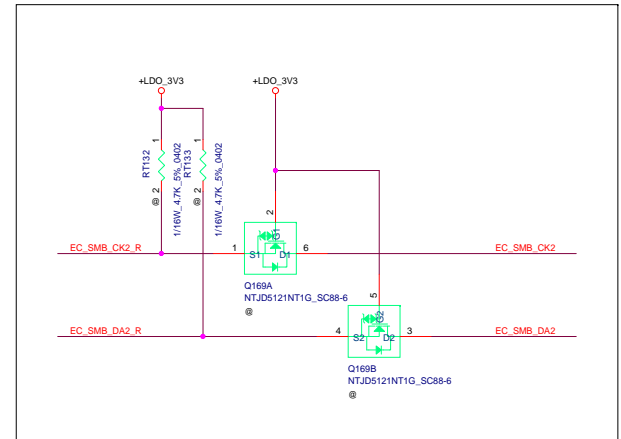 +LDO_3V3
+LDO_3V3
1
1
RT132
RT133
1/16W_4.7K_5%_0402
1/16W_4.7K_5%_0402
2
2
@
@
2
G1
EC_SMB_CK2_R
1
S1
D1
6
EC_SMB_CK2
Q169A
NTJD5121NT1G_SC88-6
@
5
G2
EC_SMB_DA2_R
4
S2
D2
3
EC_SMB_DA2
Q169B
NTJD5121NT1G_SC88-6
@